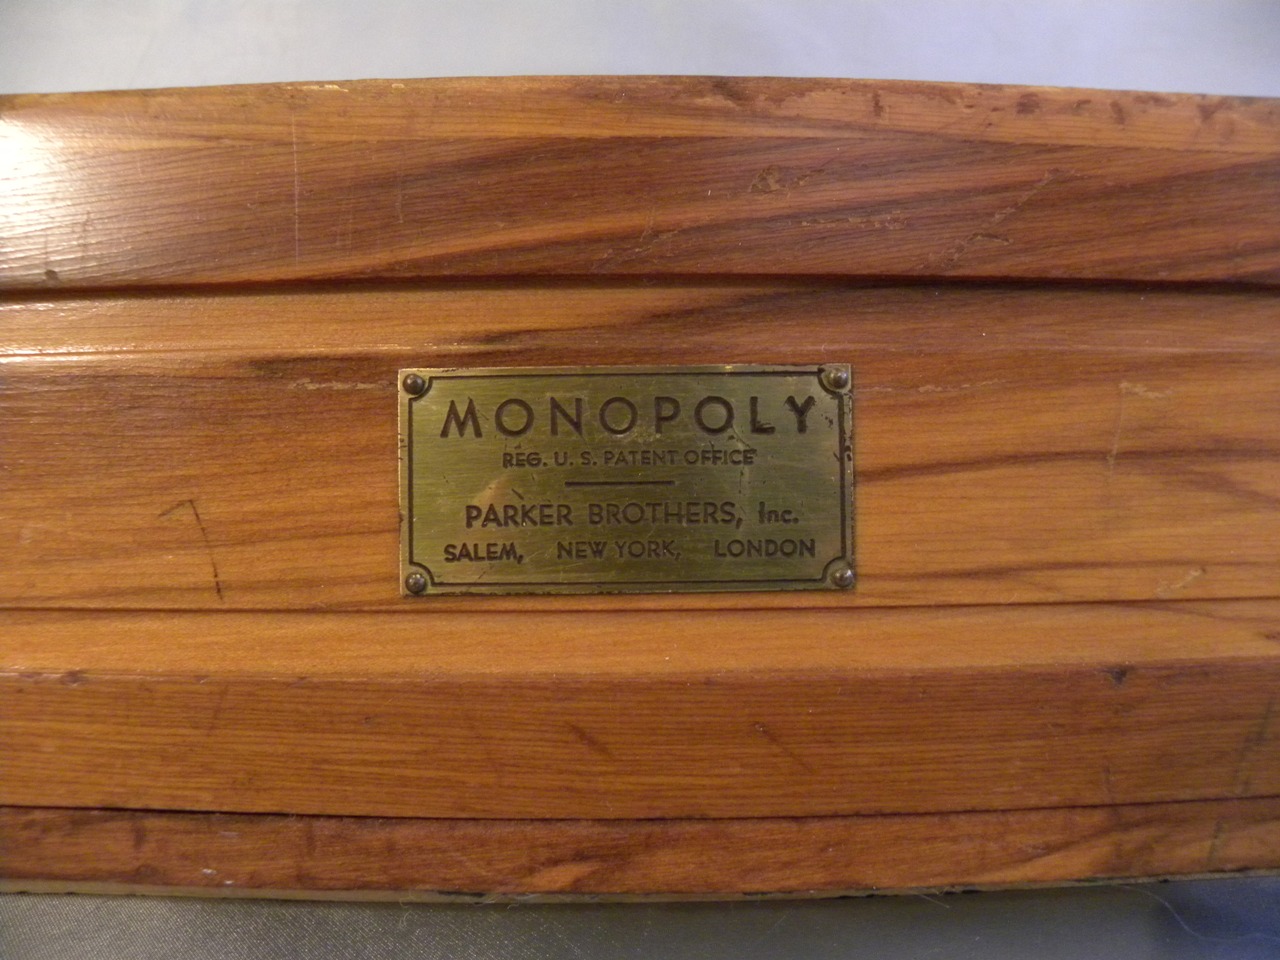 MONOPOLY
REG. U. S. PATENT OFFICE
PARKER BROTHERS, Inc.
SALEM, NEW YORK, LONDON